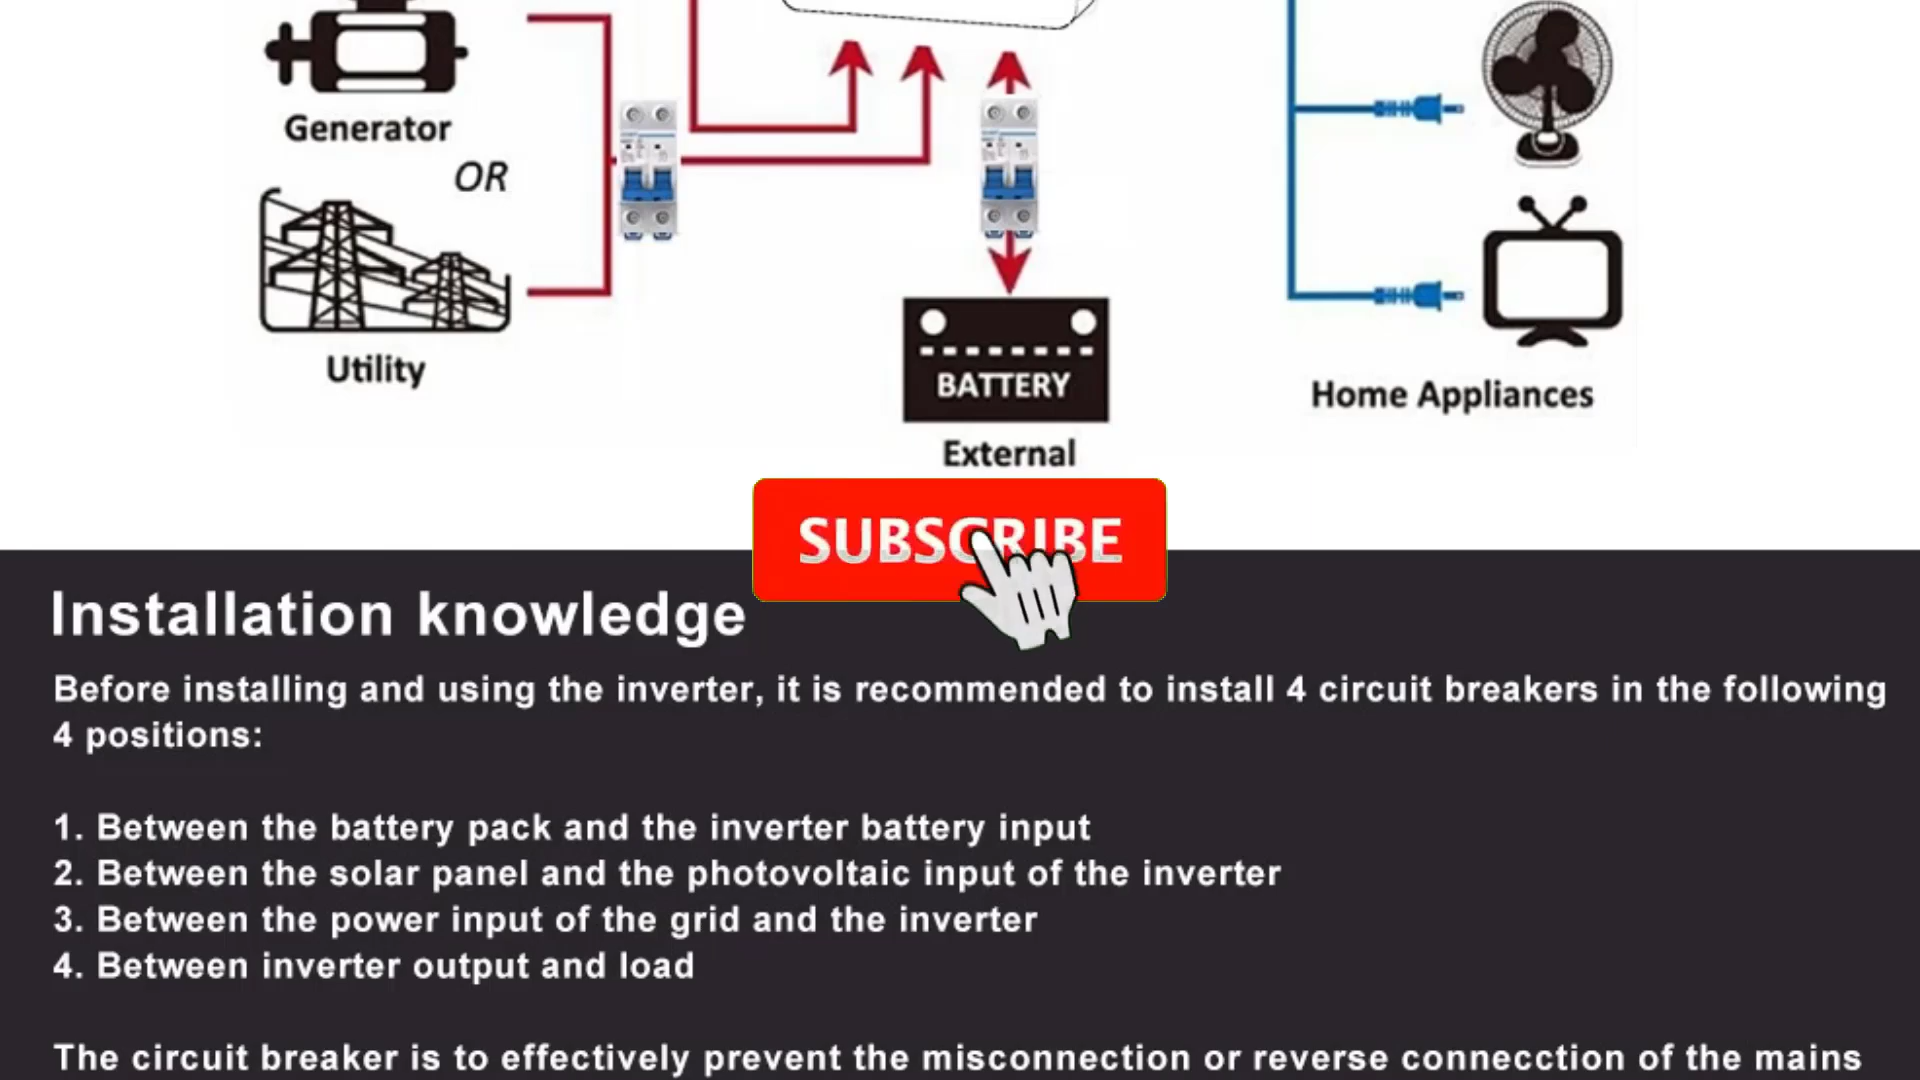 Generator
OR
Utility
BATTERY
External
Home Appliances
SUBSCRIBE
Installation knowledge
Before installing and using the inverter, it is recommended to install 4 circuit breakers in the following
4 positions:
1. Between the battery pack and the inverter battery input
2. Between the solar panel and the photovoltaic input of the inverter
3. Between the power input of the grid and the inverter
4. Between inverter output and load
The circuit breaker is to effectively prevent the misconnection or reverse connecction of the mains